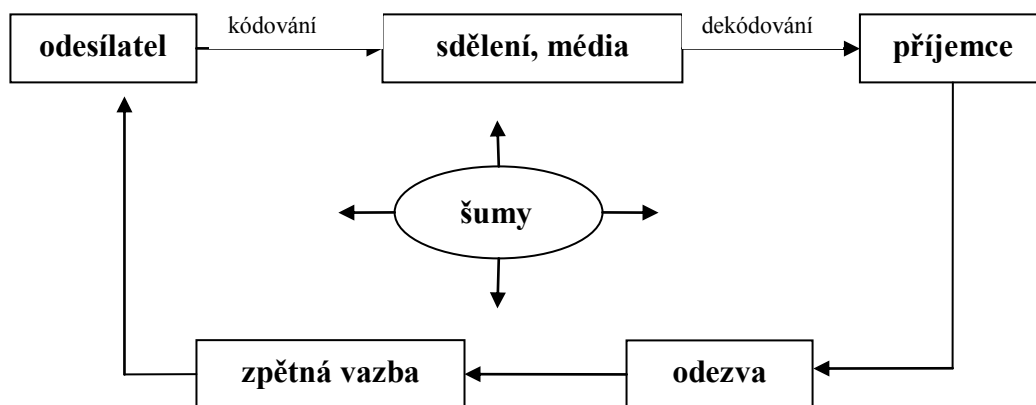 odesílatel
kódování
sdělení, média
dekódování
příjemce
šumy
zpětná vazba
odezva